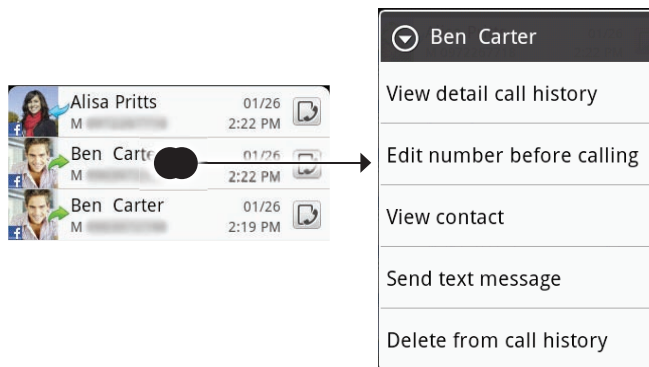 Alisa Pritts 01/26
M 2:22 PM
Ben Carte 01/26
M 2:22 PM
Ben Carter 01/26
M 2:19 PM
Ben Carter
View detail call history
Edit number before calling
View contact
Send text message
Delete from call history